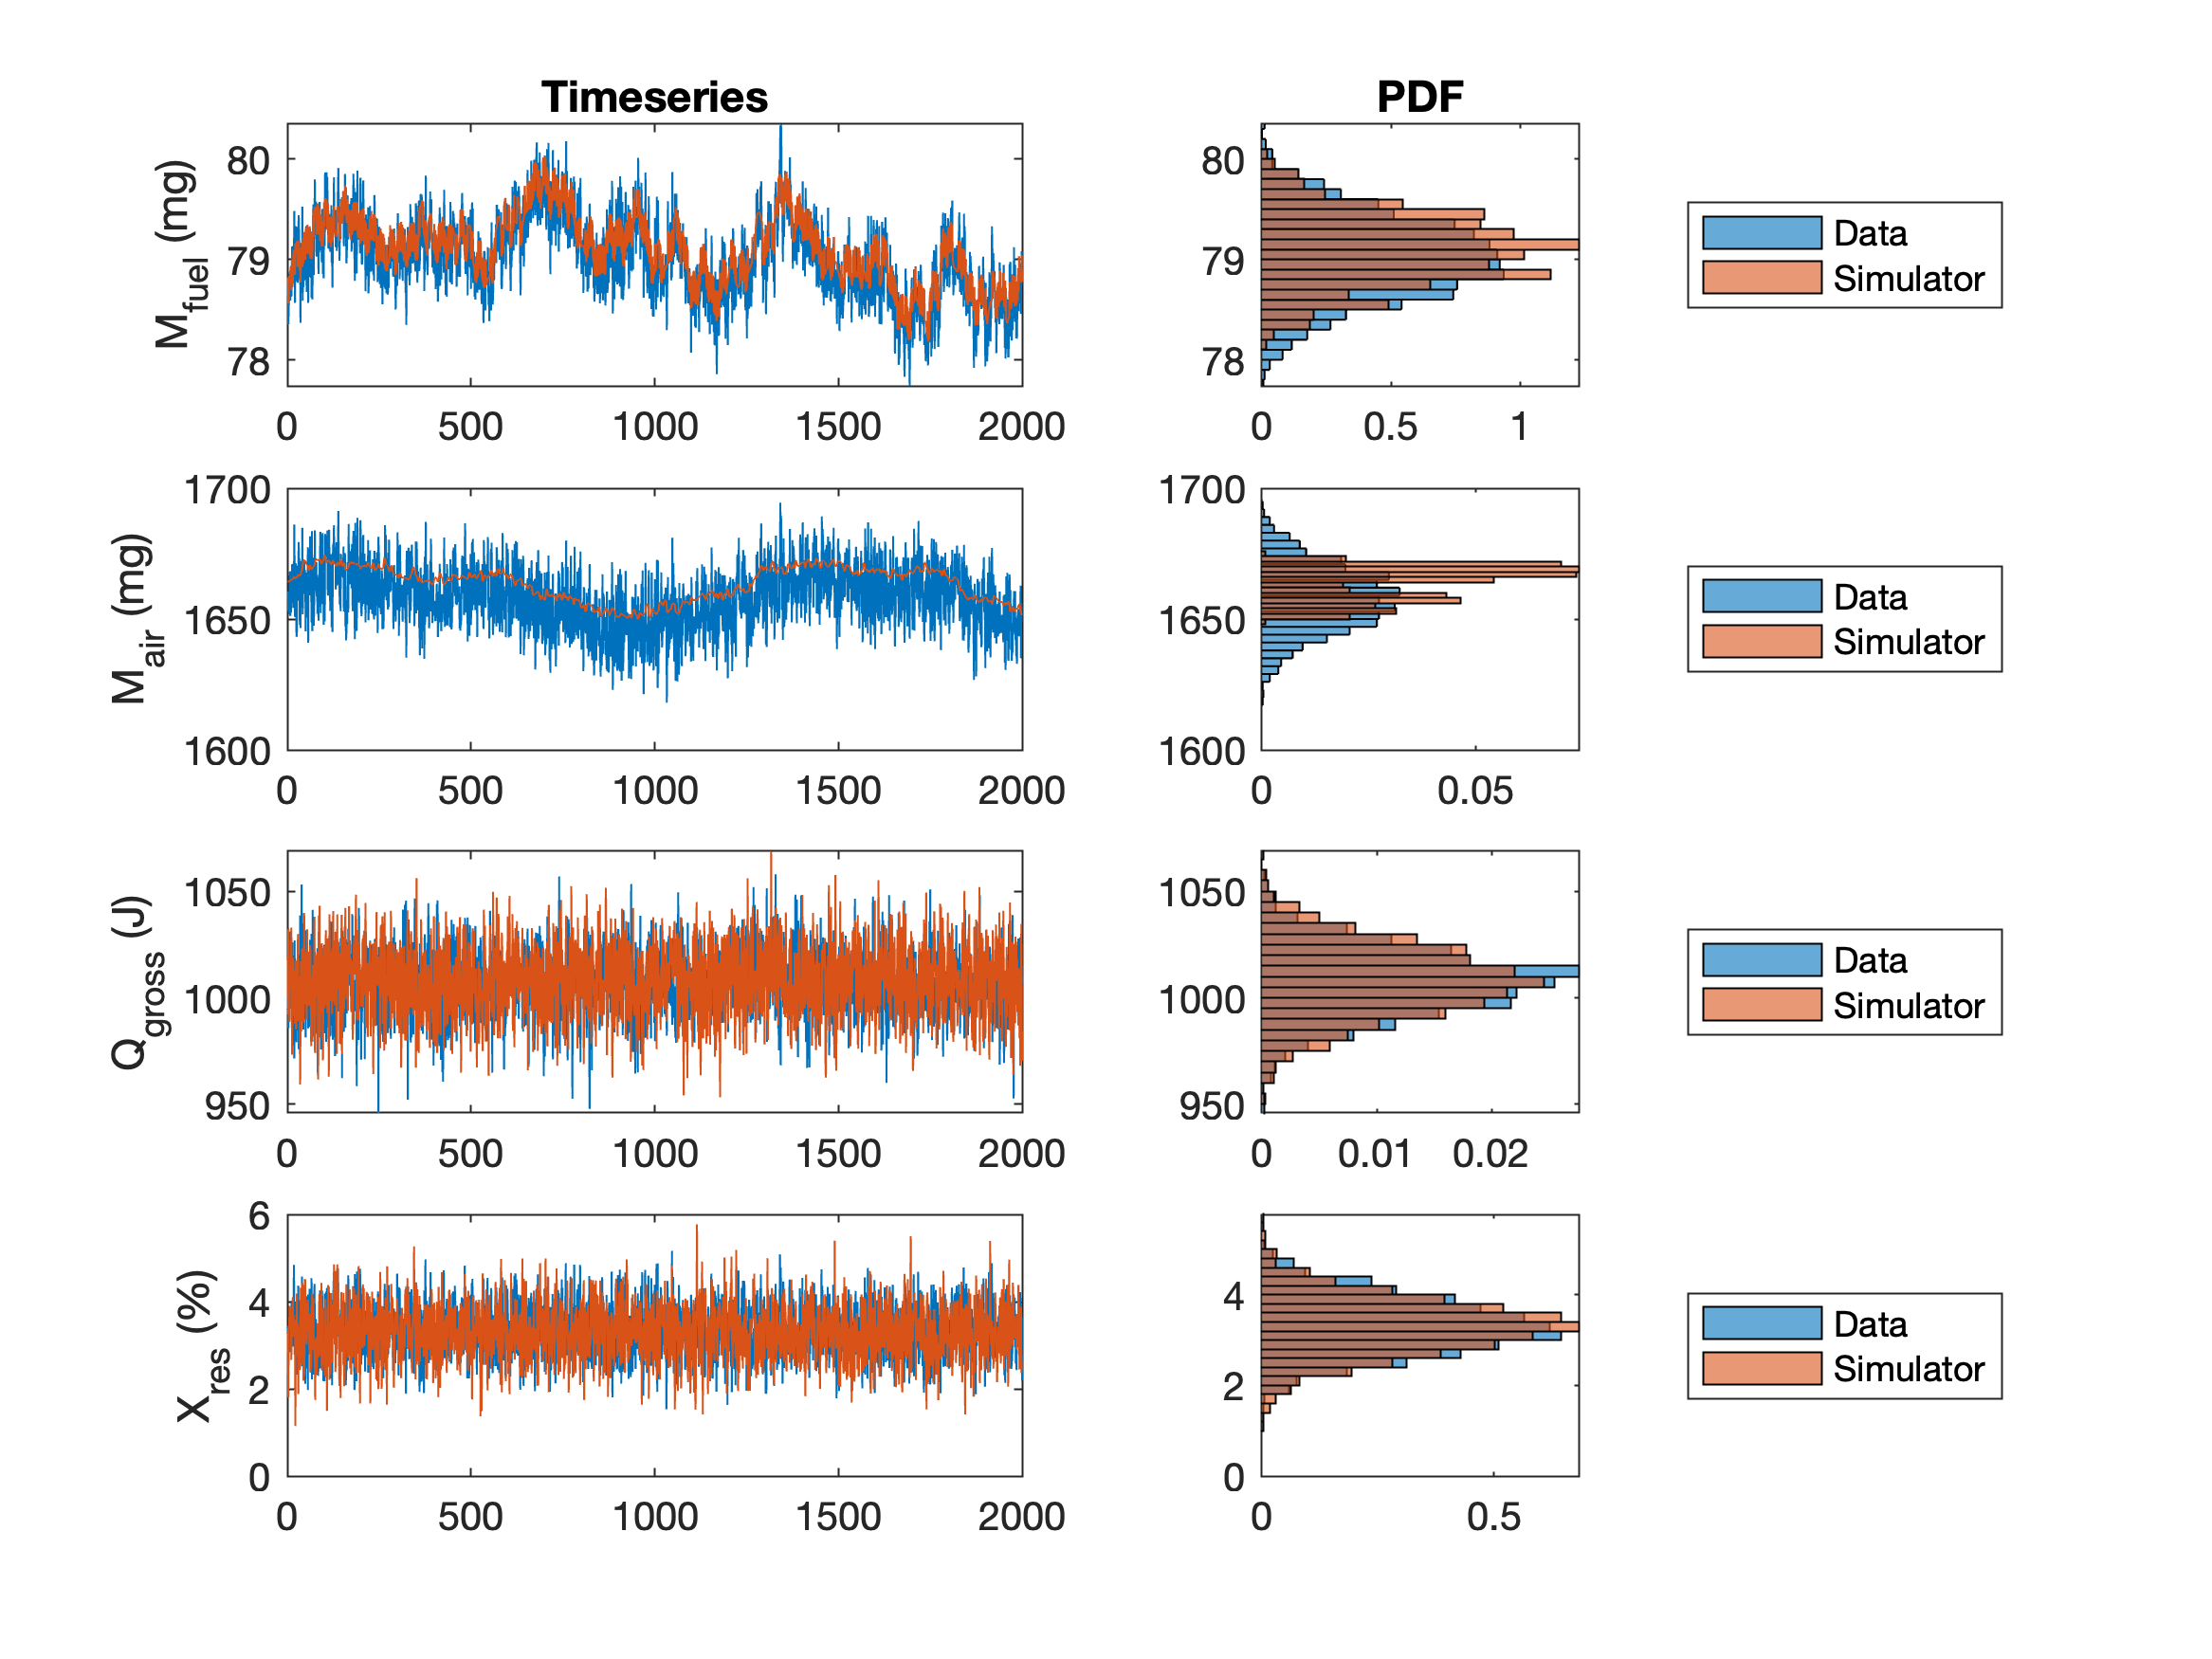 Timeseries
PDF
M_fuel (mg)
80
79
78
0 500 1000 1500 2000
80
79
78
0 0.5 1
Data
Simulator
M_air (mg)
1700
1650
1600
0 500 1000 1500 2000
1700
1650
1600
0 0.05
Data
Simulator
Q_gross (J)
1050
1000
950
0 500 1000 1500 2000
1050
1000
950
0 0.01 0.02
Data
Simulator
X_res (%)
6
4
2
0
0 500 1000 1500 2000
4
2
0
0 0.5
Data
Simulator